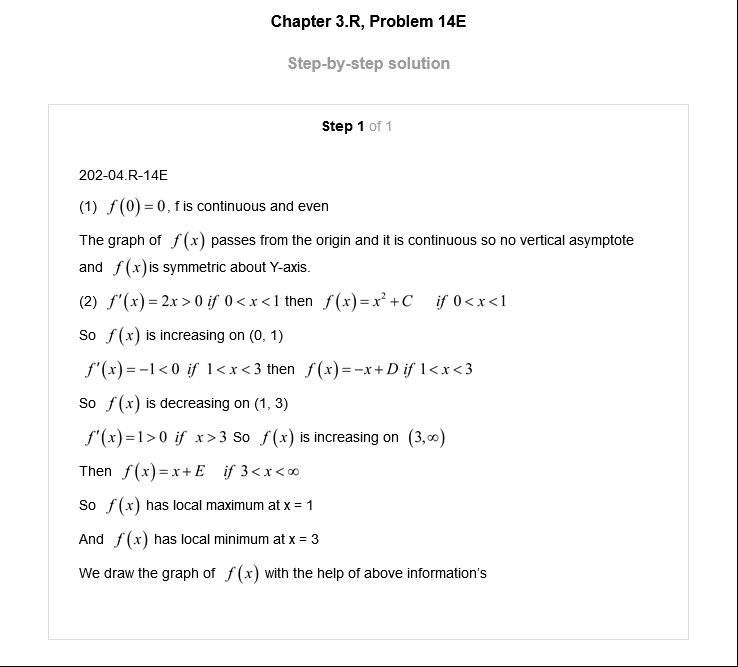 Chapter 3.R, Problem 14E
Step-by-step solution
Step 1 of 1
202-04.R-14E
(1) f(0) = 0, f is continuous and even
The graph of f(x) passes from the origin and it is continuous so no vertical asymptote
and f(x) is symmetric about Y-axis.
(2) f'(x) = 2x > 0 if 0 < x < 1 then f(x) = x² + C if 0 < x < 1
So f(x) is increasing on (0, 1)
f'(x) = -1 < 0 if 1 < x < 3 then f(x) = -x + D if 1 < x < 3
So f(x) is decreasing on (1, 3)
f'(x) = 1 > 0 if x > 3 So f(x) is increasing on (3, ∞)
Then f(x) = x + E if 3 < x < ∞
So f(x) has local maximum at x = 1
And f(x) has local minimum at x = 3
We draw the graph of f(x) with the help of above information's